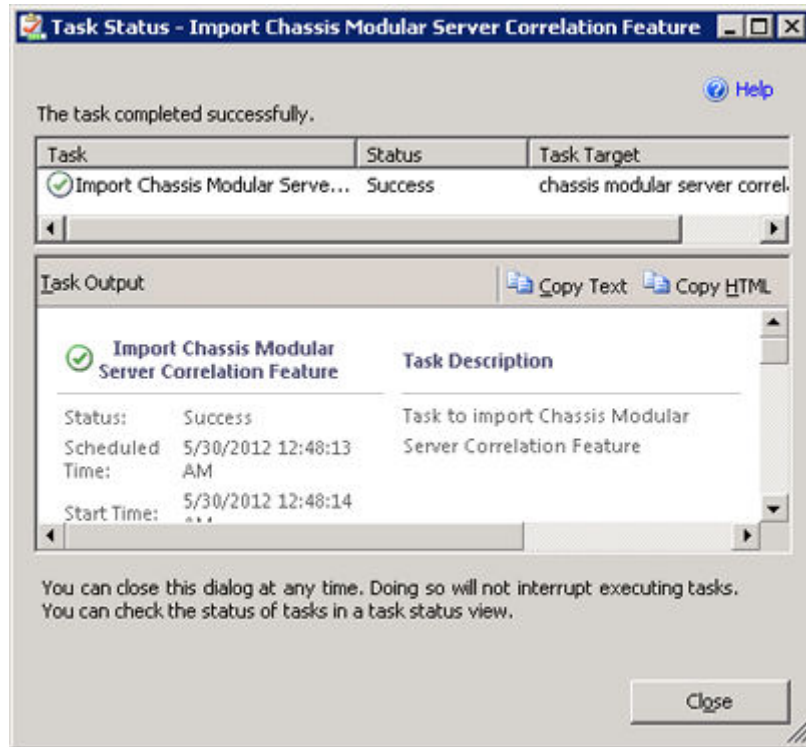 Task Status - Import Chassis Modular Server Correlation Feature
Help
The task completed successfully.
Task Status Task Target
Import Chassis Modular Serve... Success chassis modular server correl
Task Output Copy Text Copy HTML
Import Chassis Modular
Server Correlation Feature
Task Description
Status: Success
Scheduled Time: 5/30/2012 12:48:13 AM
Start Time: 5/30/2012 12:48:14
Task to import Chassis Modular
Server Correlation Feature
You can close this dialog at any time. Doing so will not interrupt executing tasks.
You can check the status of tasks in a task status view.
Close